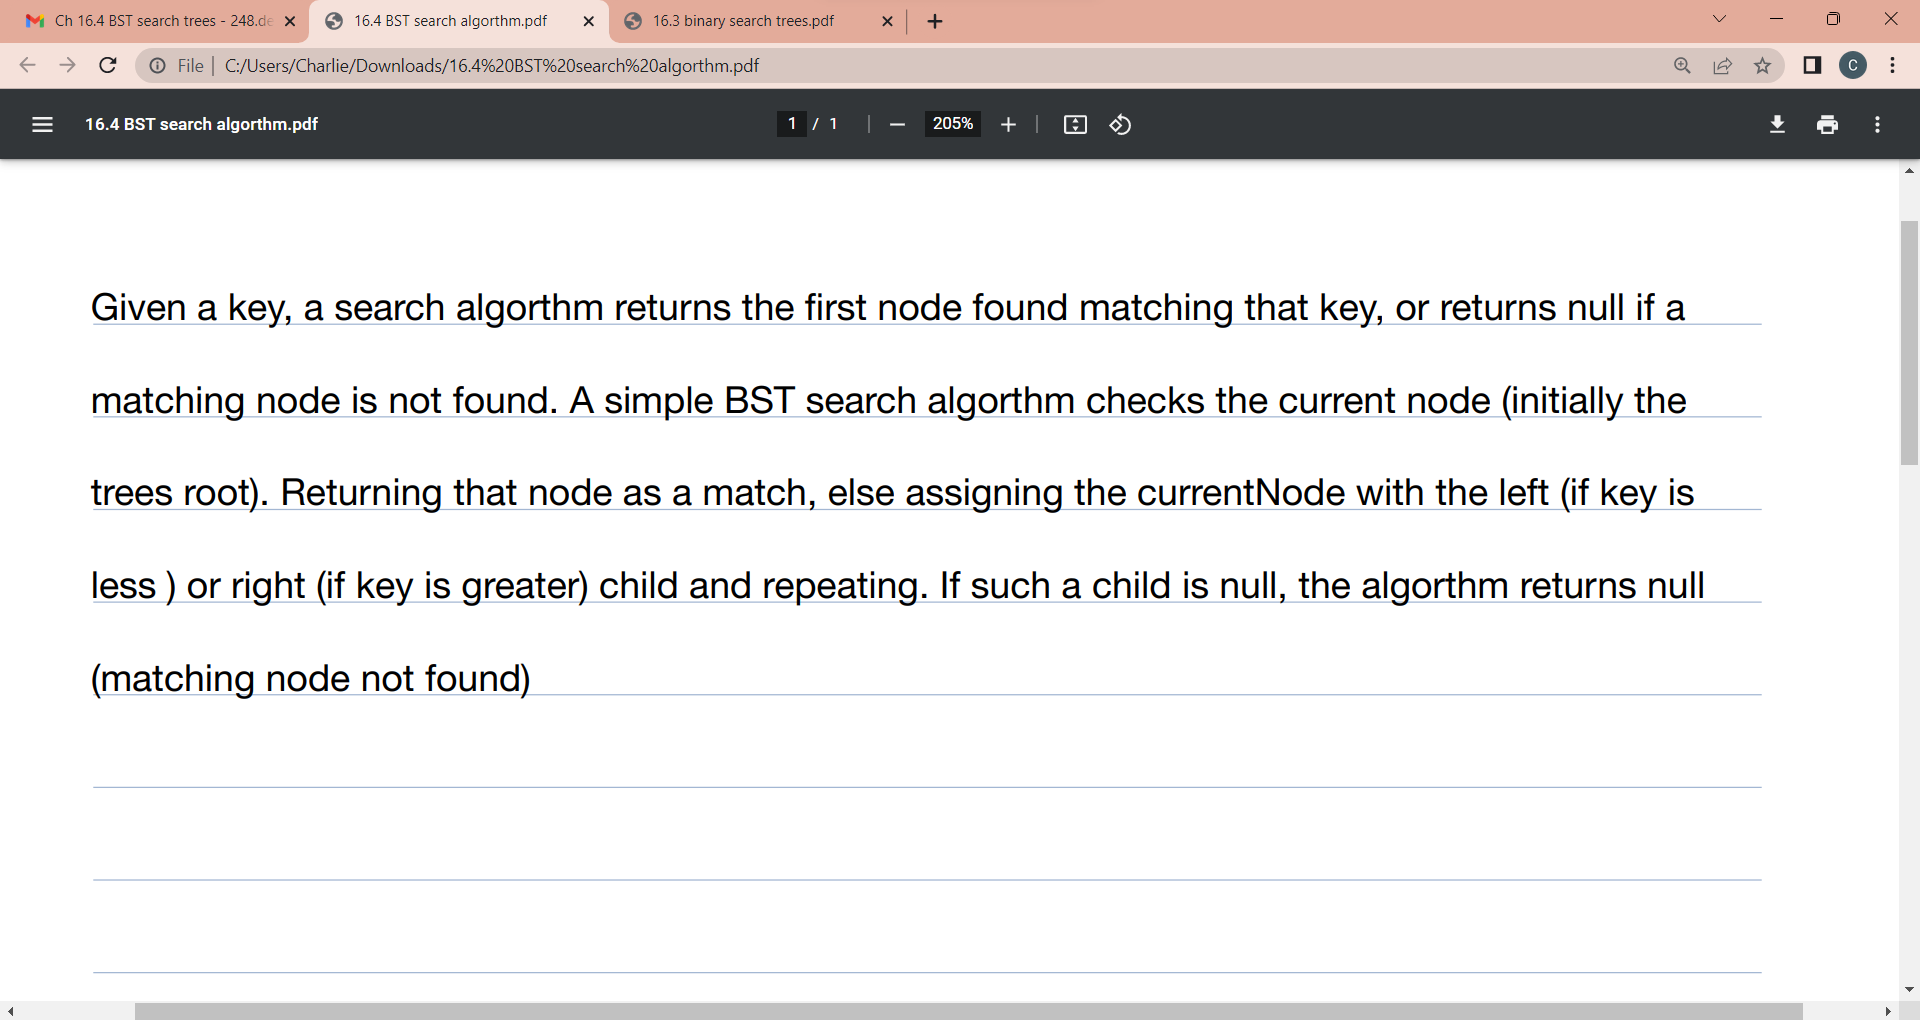 Ch 16.4 BST search trees - 248.de
16.4 BST search algorthm.pdf
16.3 binary search trees.pdf
File
C:/Users/Charlie/Downloads/16.4%20BST%20search%20algorthm.pdf
C
16.4 BST search algorthm.pdf
1 / 1
205%
Given a key, a search algorthm returns the first node found matching that key, or returns null if a
matching node is not found. A simple BST search algorthm checks the current node (initially the
trees root). Returning that node as a match, else assigning the currentNode with the left (if key is
less ) or right (if key is greater) child and repeating. If such a child is null, the algorthm returns null
(matching node not found)